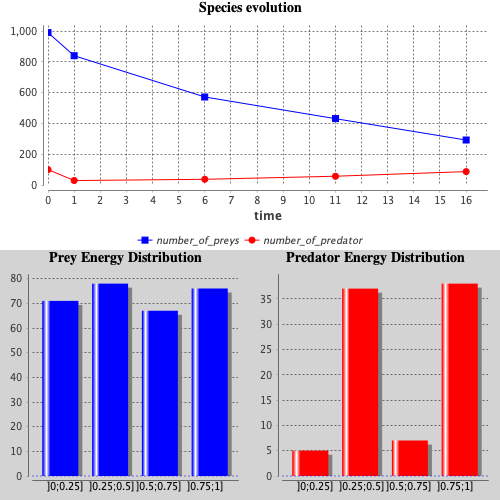 Species evolution
1,000
800
600
400
200
0
0 1 2 3 4 5 6 7 8 9 10 11 12 13 14 15 16
time
number_of_preys number_of_predator
Prey Energy Distribution
80
70
60
50
40
30
20
10
0
]0;0.25] ]0.25;0.5] ]0.5;0.75] ]0.75;1]
Predator Energy Distribution
35
30
25
20
15
10
5
0
]0;0.25] ]0.25;0.5] ]0.5;0.75] ]0.75;1]